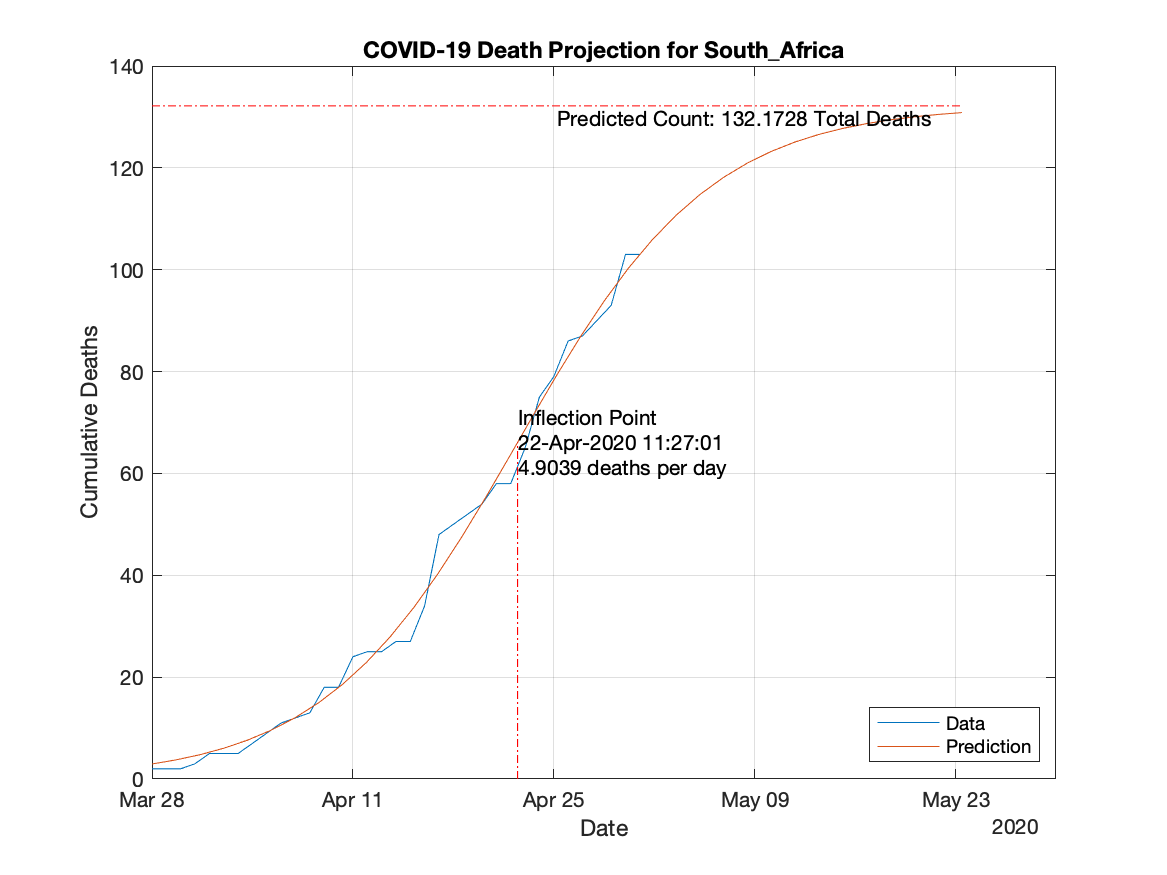 COVID-19 Death Projection for South_Africa
140
Predicted Count: 132.1728 Total Deaths
120
100
80
Inflection Point
22-Apr-2020 11:27:01
4.9039 deaths per day
60
40
20
0
Cumulative Deaths
Data
Prediction
Mar 28 Apr 11 Apr 25 May 09 May 23
Date
2020